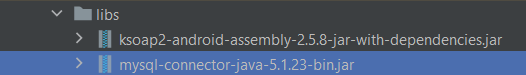 libs
ksoap2-android-assembly-2.5.8-jar-with-dependencies.jar
mysql-connector-java-5.1.23-bin.jar